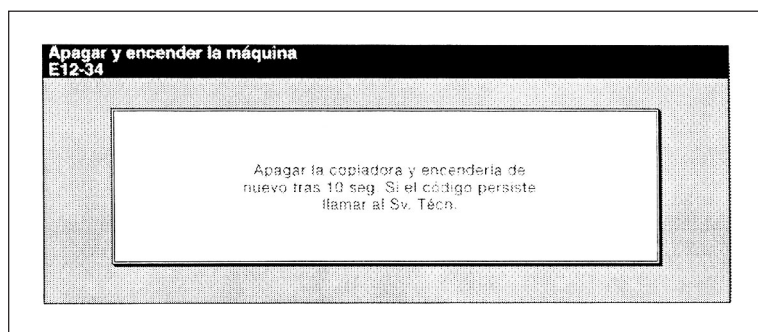 Apagar y encender la máquina
E12-34
Apagar la copiadora y encenderla de
nuevo tras 10 seg. Si el código persiste
llamar al Sv. Técn.